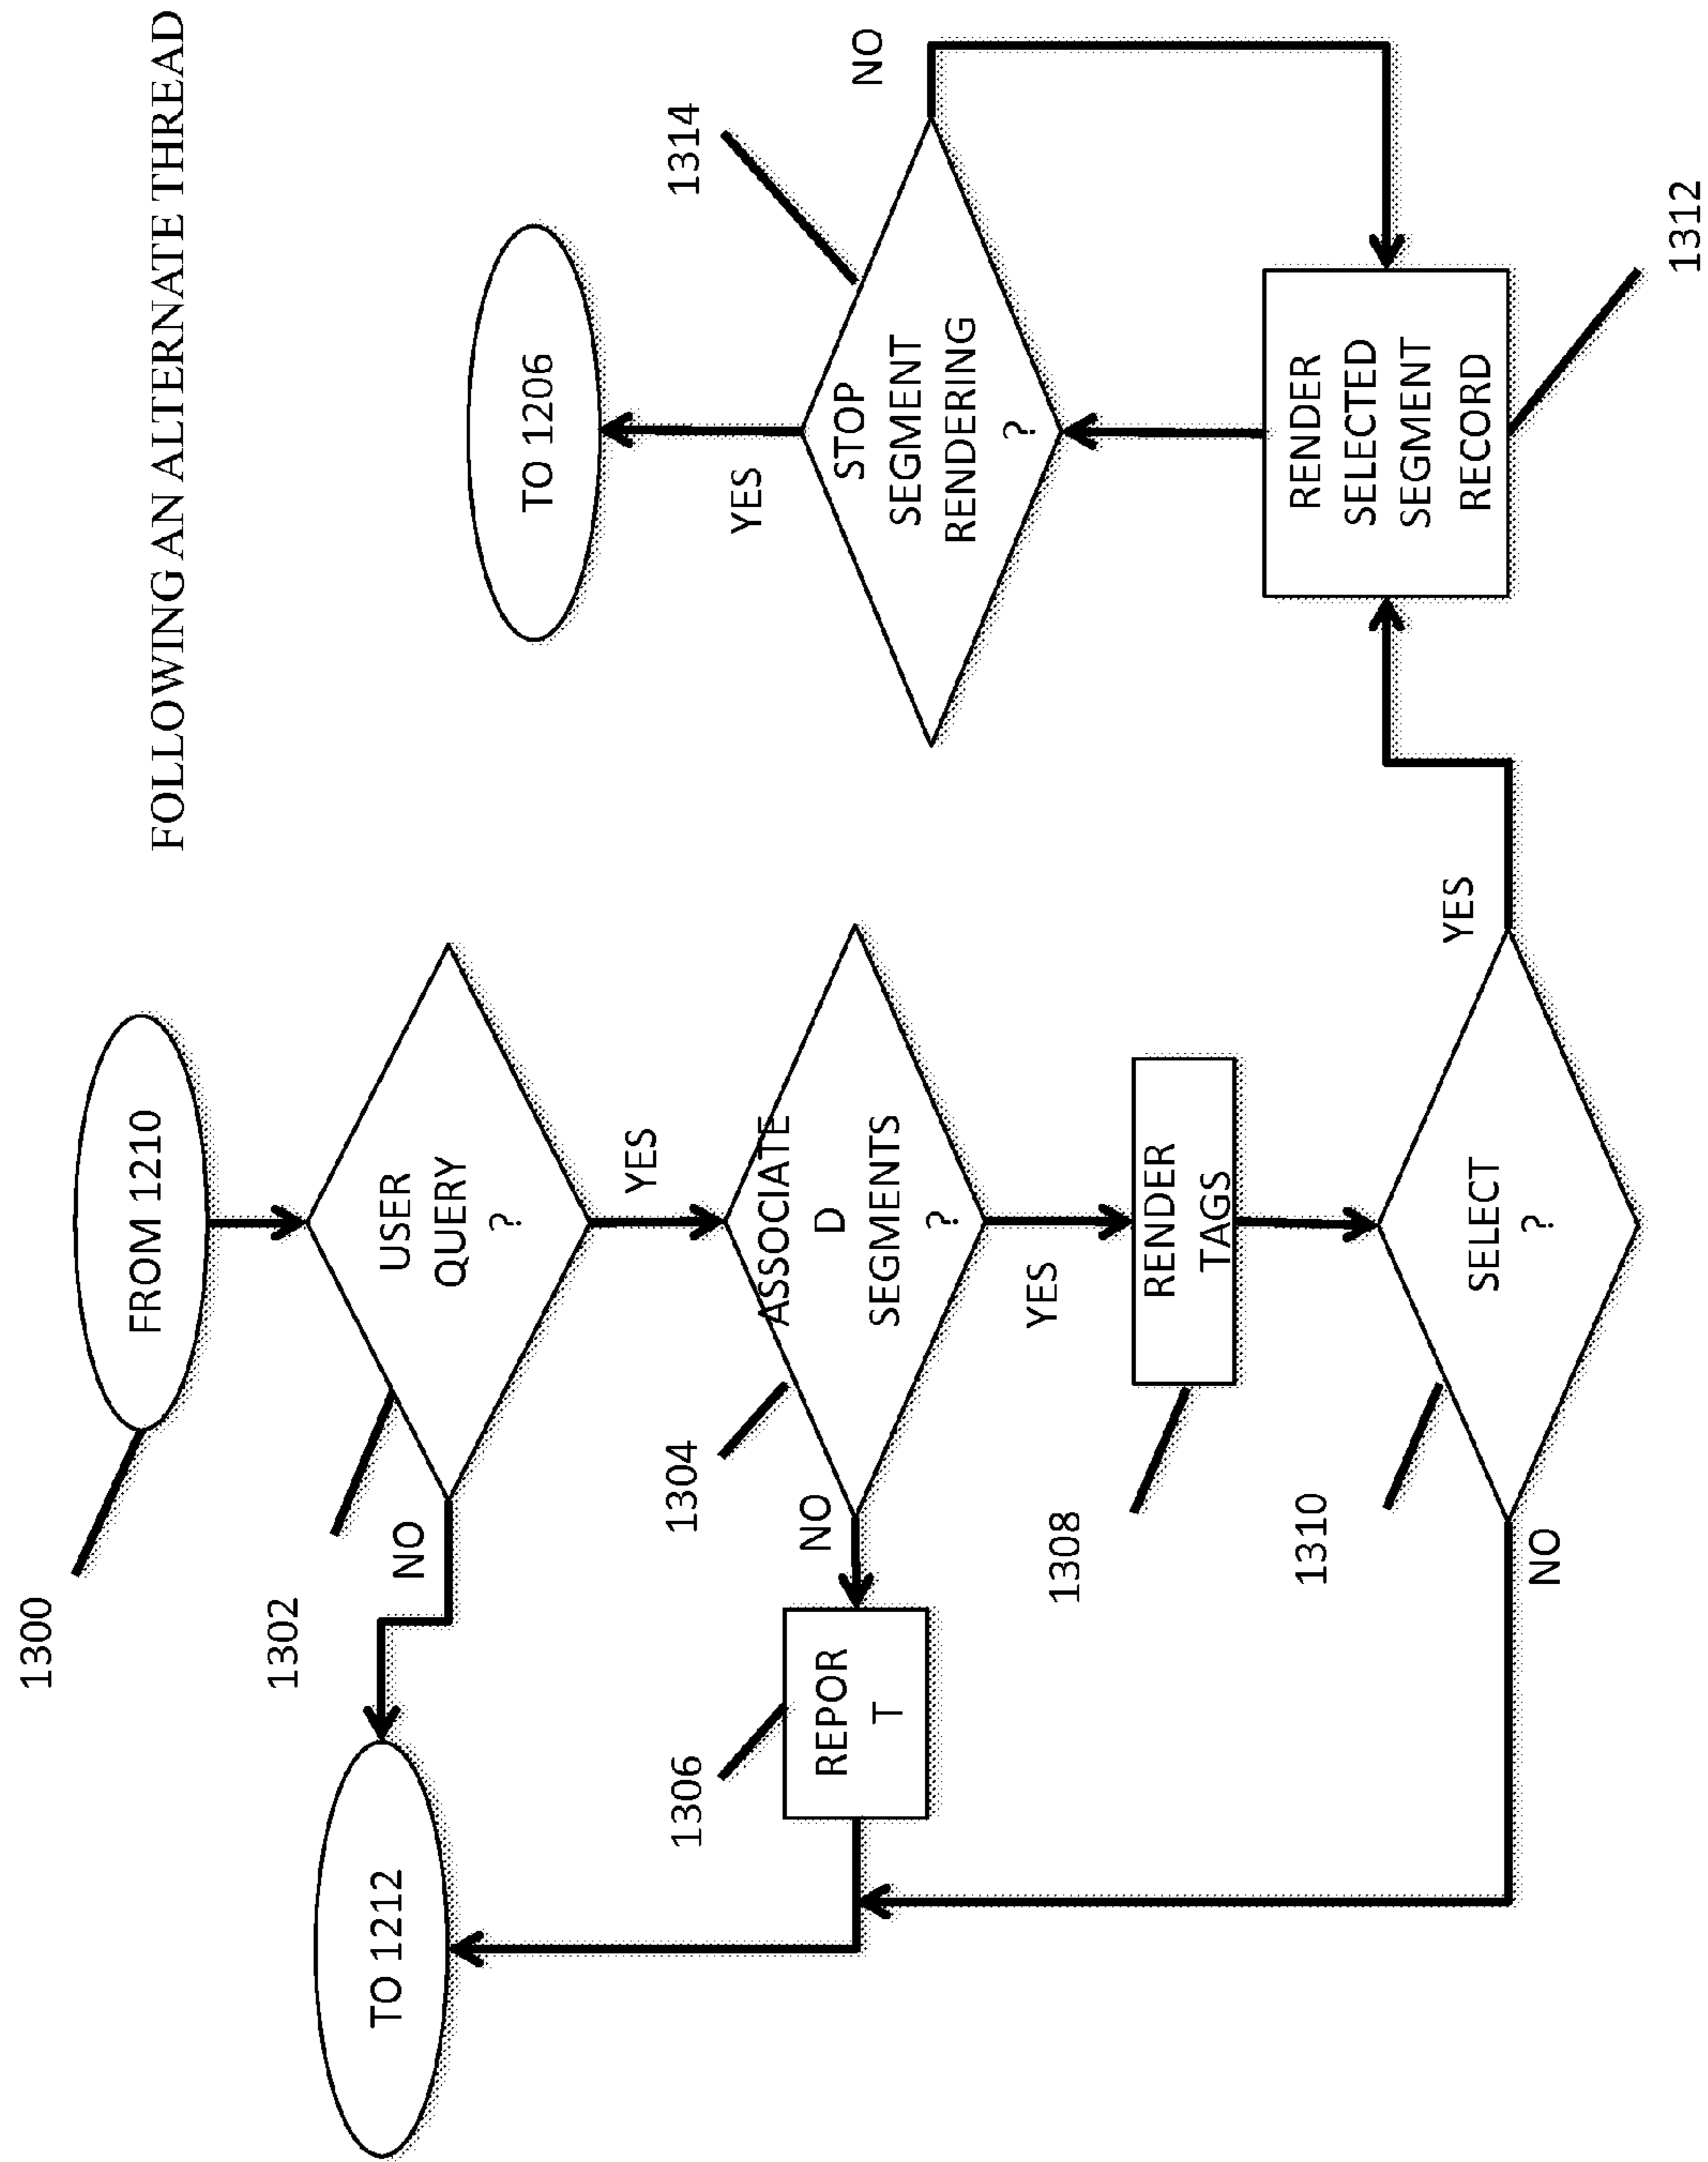 FOLLOWING AN ALTERNATE THREAD
1300
FROM 1210
1302
USER
QUERY
?
NO
YES
TO 1212
1304
ASSOCIATE
D
SEGMENTS
?
NO
YES
1306
REPOR
T
1308
RENDER
TAGS
1310
SELECT
?
NO
YES
TO 1206
YES
1314
STOP
SEGMENT
RENDERING
?
NO
RENDER
SELECTED
SEGMENT
RECORD
1312